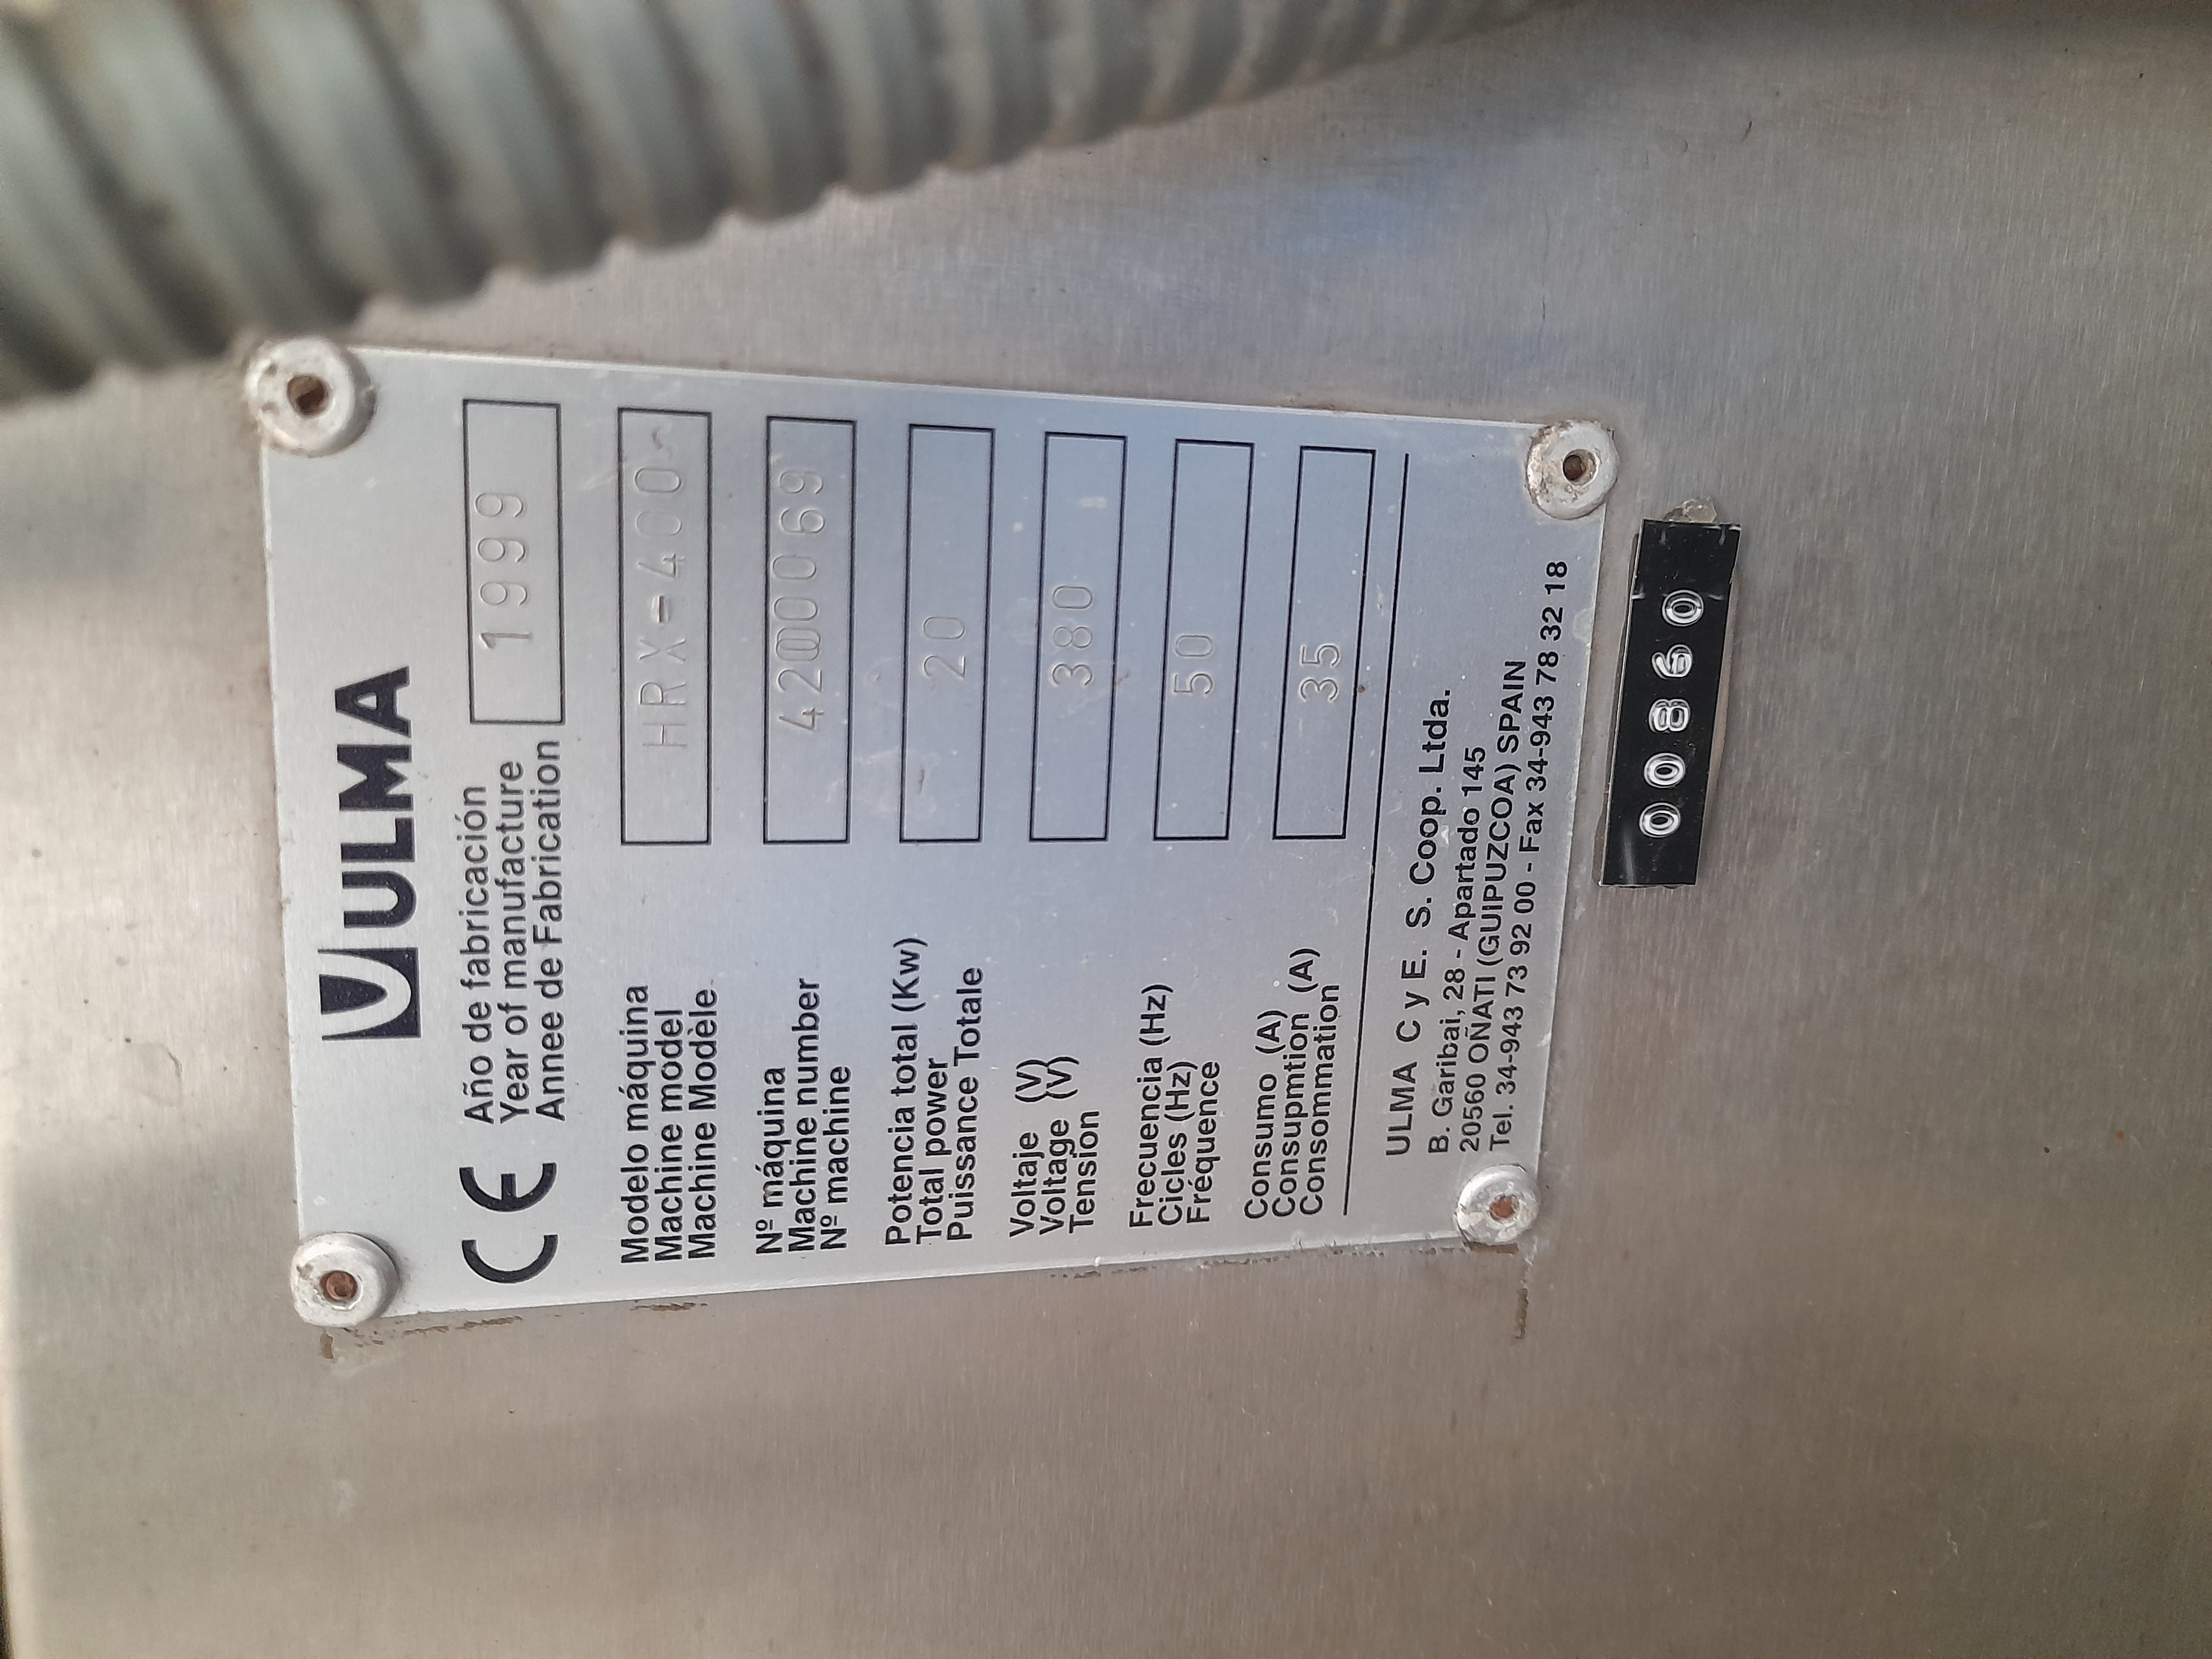 ULMA
CE
Año de fabricación
Year of manufacture
Annee de Fabrication
1999
Modelo máquina
Machine model
Machine Modèle
HRX-400
Nº máquina
Machine number
Nº machine
Potencia total (Kw)
Total power
Puissance Totale
20
Voltaje (V)
Voltage (V)
Tension
380
Frecuencia (Hz)
Cicles (Hz)
Fréquence
50
Consumo (A)
Consupmtion (A)
Consommation
35
ULMA C y E. S. Coop. Ltda.
B. Garibai, 28 - Apartado 145
20560 OÑATI (GUIPUZCOA) SPAIN
Tel. 34-943 73 92 00 - Fax 34-943 78 32 18
00860